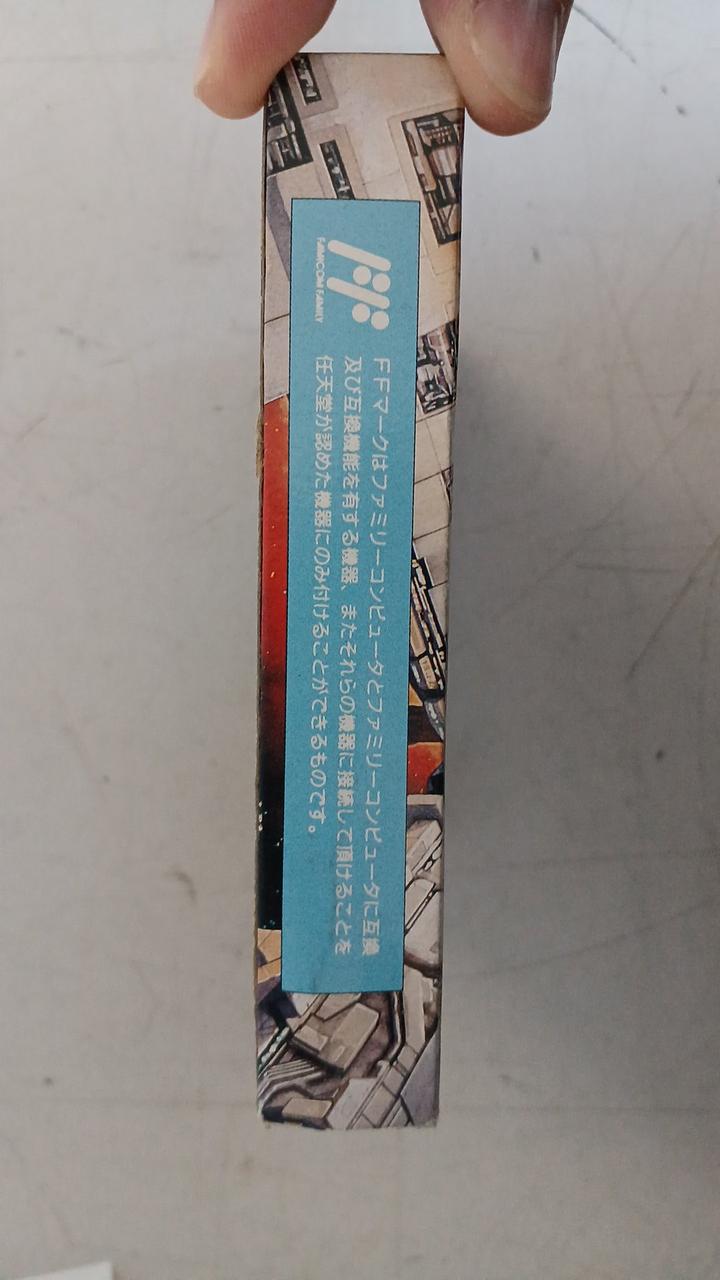 FAMICOM FAMILY
FFマークはファミリーコンピュータとファミリーコンピュータに互換
及び互換機能を有する機器、またそれらの機器に接続して頂けることを
任天堂が認めた機器にのみ付けることができるものです。